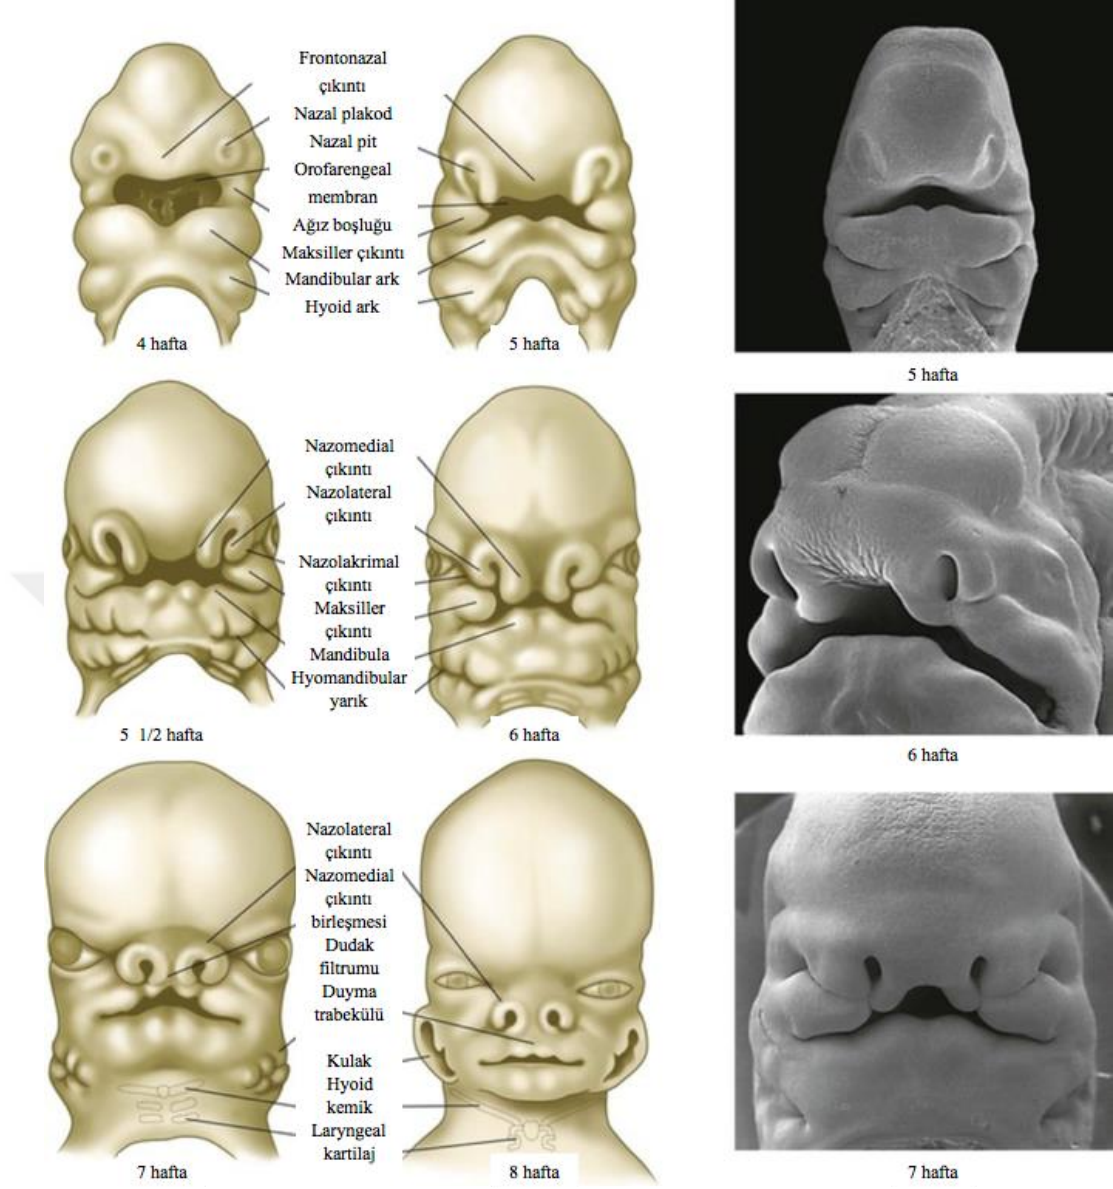 Frontonazal
çıkıntı
Nazal plakod
Nazal pit
Orofarengeal
membran
Ağız boşluğu
Maksiller çıkıntı
Mandibular ark
Hyoid ark
4 hafta
5 hafta
5 hafta
Nazomedial
çıkıntı
Nazolateral
çıkıntı
Nazolakrimal
çıkıntı
Maksiller
çıkıntı
Mandibula
Hyomandibular
yarık
5 1/2 hafta
6 hafta
6 hafta
Nazolateral
çıkıntı
Nazomedial
çıkıntı
birleşmesi
Dudak
filtrumu
Duyma
trabekülü
Kulak
Hyoid
kemik
Laryngeal
kartilaj
7 hafta
8 hafta
7 hafta